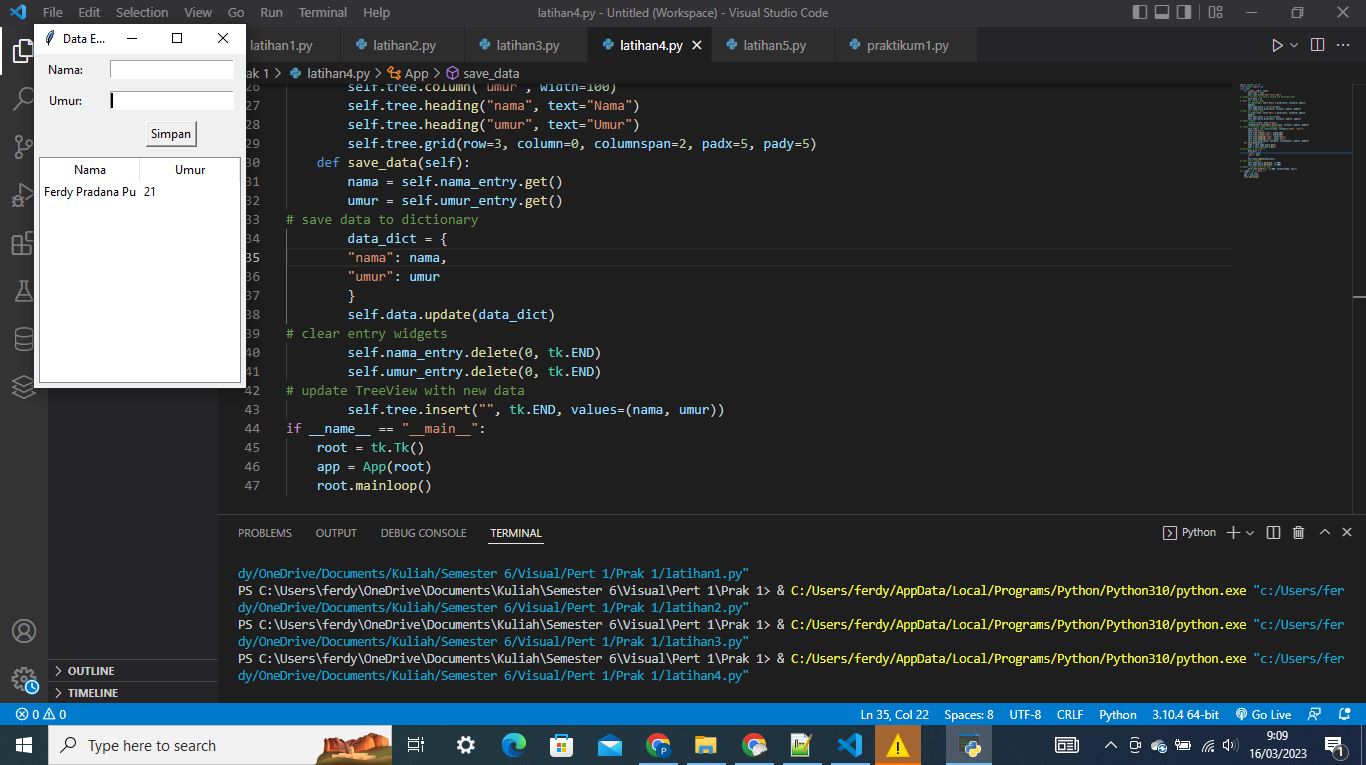 File Edit Selection View Go Run Terminal Help
latihan4.py - Untitled (Workspace) - Visual Studio Code
Data E...
Nama:
Umur:
Simpan
Nama Umur
Ferdy Pradana Pu 21
latihan1.py latihan2.py latihan3.py latihan4.py latihan5.py praktikum1.py
ak 1 > latihan4.py > App > save_data
26 self.tree.column("umur", width=100)
27 self.tree.heading("nama", text="Nama")
28 self.tree.heading("umur", text="Umur")
29 self.tree.grid(row=3, column=0, columnspan=2, padx=5, pady=5)
30 def save_data(self):
31 nama = self.nama_entry.get()
32 umur = self.umur_entry.get()
33 # save data to dictionary
34 data_dict = {
35 "nama": nama,
36 "umur": umur
37 }
38 self.data.update(data_dict)
39 # clear entry widgets
40 self.nama_entry.delete(0, tk.END)
41 self.umur_entry.delete(0, tk.END)
42 # update TreeView with new data
43 self.tree.insert("", tk.END, values=(nama, umur))
44 if __name__ == "__main__":
45 root = tk.Tk()
46 app = App(root)
47 root.mainloop()
OUTLINE
TIMELINE
PROBLEMS OUTPUT DEBUG CONSOLE TERMINAL
Python
dy/OneDrive/Documents/Kuliah/Semester 6/Visual/Pert 1/Prak 1/latihan1.py"
PS C:\Users\ferdy\OneDrive\Documents\Kuliah\Semester 6\Visual\Pert 1\Prak 1> & C:/Users/ferdy/AppData/Local/Programs/Python/Python310/python.exe "c:/Users/fer
dy/OneDrive/Documents/Kuliah/Semester 6/Visual/Pert 1/Prak 1/latihan2.py"
PS C:\Users\ferdy\OneDrive\Documents\Kuliah\Semester 6\Visual\Pert 1\Prak 1> & C:/Users/ferdy/AppData/Local/Programs/Python/Python310/python.exe "c:/Users/fer
dy/OneDrive/Documents/Kuliah/Semester 6/Visual/Pert 1/Prak 1/latihan3.py"
PS C:\Users\ferdy\OneDrive\Documents\Kuliah\Semester 6\Visual\Pert 1\Prak 1> & C:/Users/ferdy/AppData/Local/Programs/Python/Python310/python.exe "c:/Users/fer
dy/OneDrive/Documents/Kuliah/Semester 6/Visual/Pert 1/Prak 1/latihan4.py"
0 0 Ln 35, Col 22 Spaces: 8 UTF-8 CRLF Python 3.10.4 64-bit Go Live
Type here to search
P
9:09
16/03/2023
1